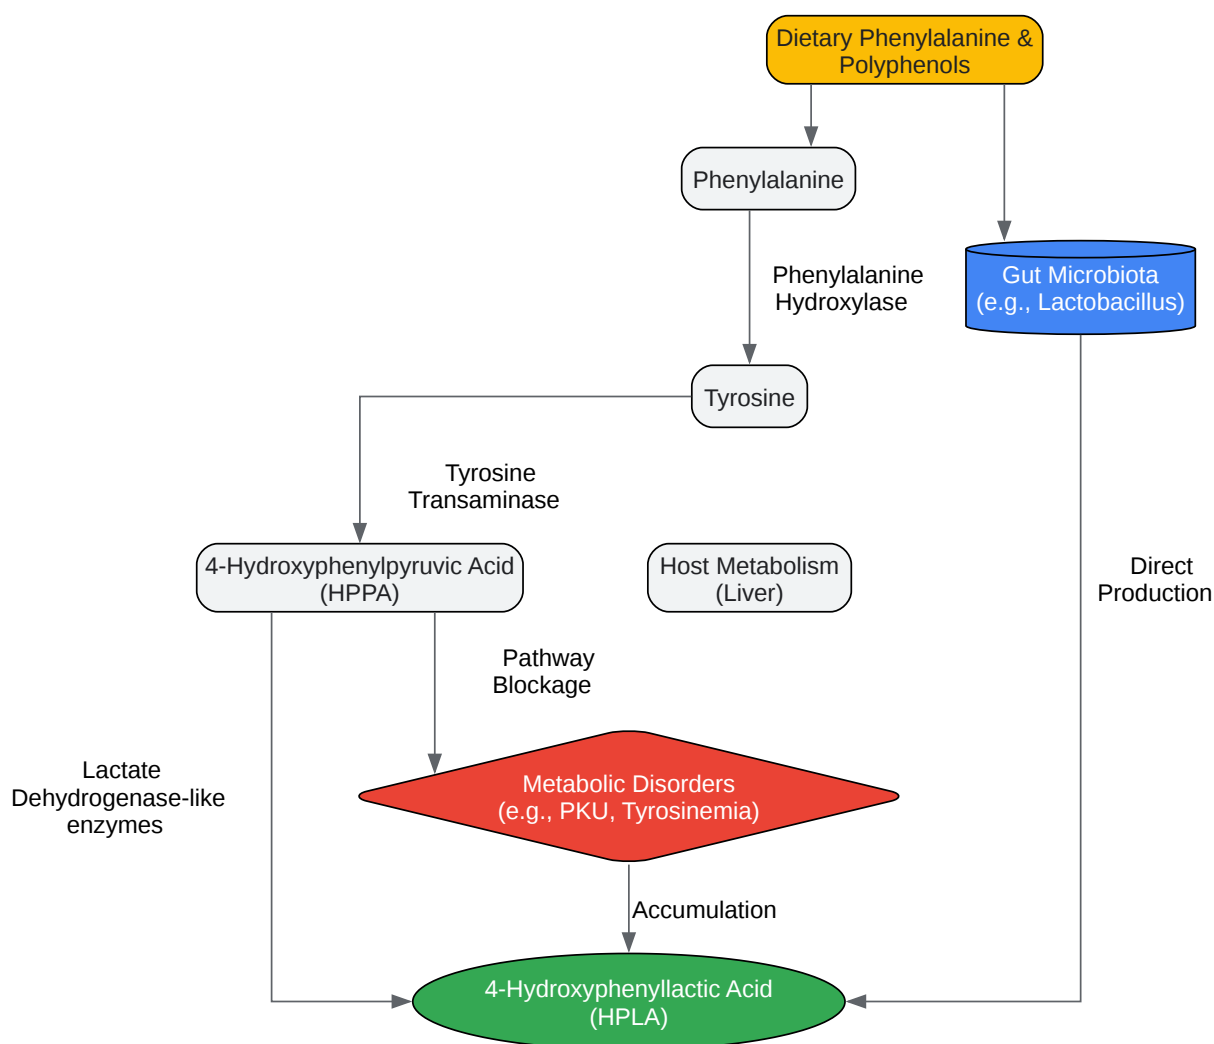 Dietary Phenylalanine &
Polyphenols
Phenylalanine
Phenylalanine
Hydroxylase
Gut Microbiota
(e.g., Lactobacillus)
Tyrosine
Tyrosine
Transaminase
4-Hydroxyphenylpyruvic Acid
(HPPA)
Host Metabolism
(Liver)
Direct
Production
Pathway
Blockage
Lactate
Dehydrogenase-like
enzymes
Metabolic Disorders
(e.g., PKU, Tyrosinemia)
Accumulation
4-Hydroxyphenyllactic Acid
(HPLA)